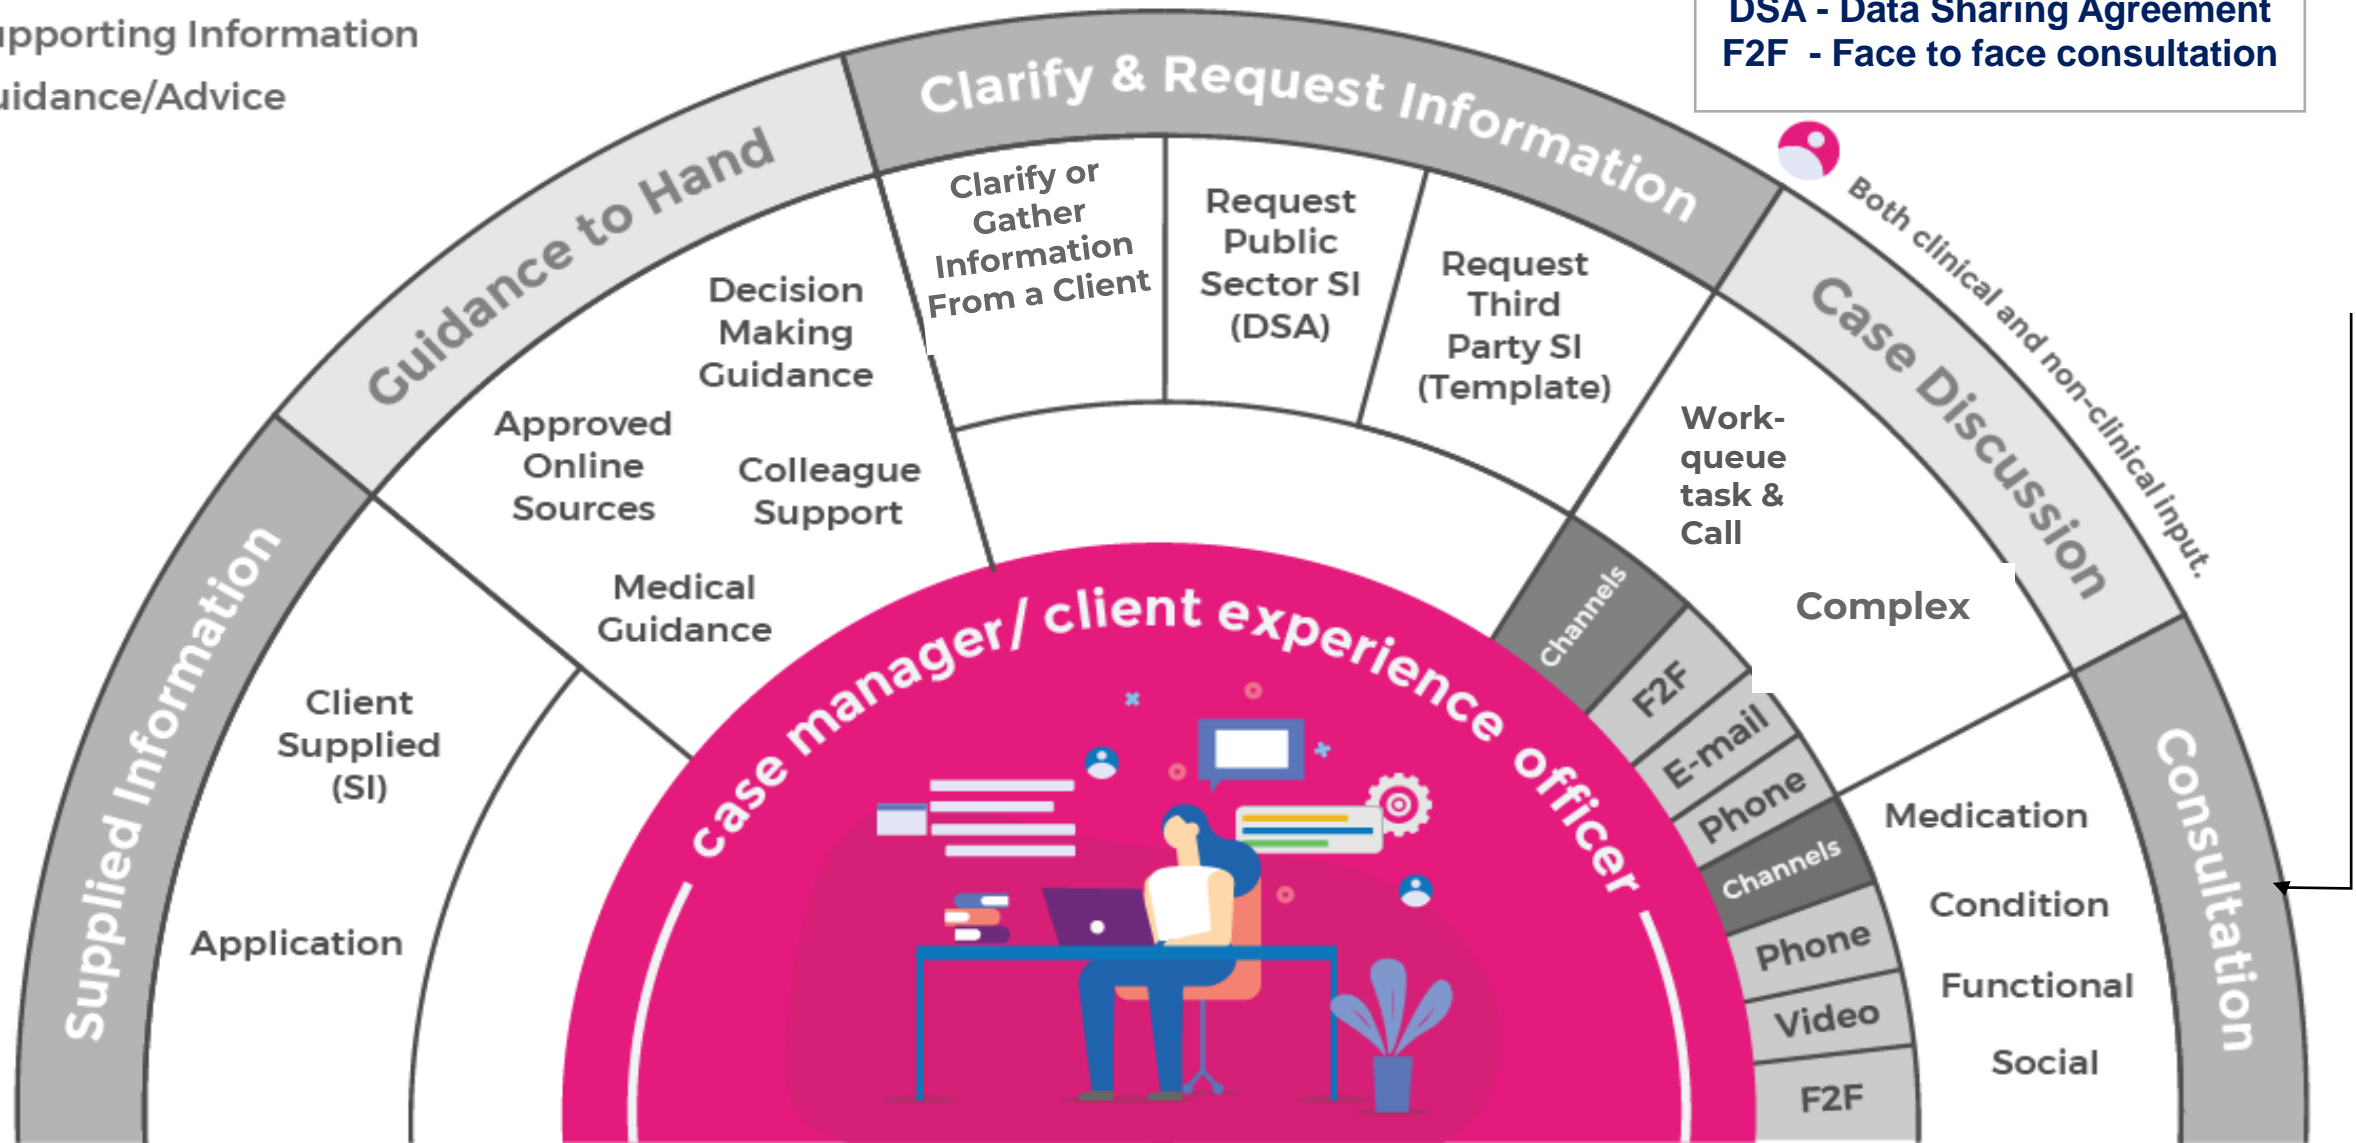 pporting Information
uidance/Advice
DSA - Data Sharing Agreement
F2F - Face to face consultation
Supplied Information
Client
Supplied
(SI)
Application
Guidance to Hand
Decision
Making
Guidance
Approved
Online
Sources
Colleague
Support
Medical
Guidance
Clarify & Request Information
Clarify or
Gather
Information
From a Client
Request
Public
Sector SI
(DSA)
Request
Third
Party SI
(Template)
Both clinical and non-clinical input.
Case Discussion
Work-
queue
task &
Call
Complex
Channels
F2F
E-mail
Phone
Consultation
Medication
Condition
Functional
Social
Channels
Phone
Video
F2F
case manager/ client experience officer